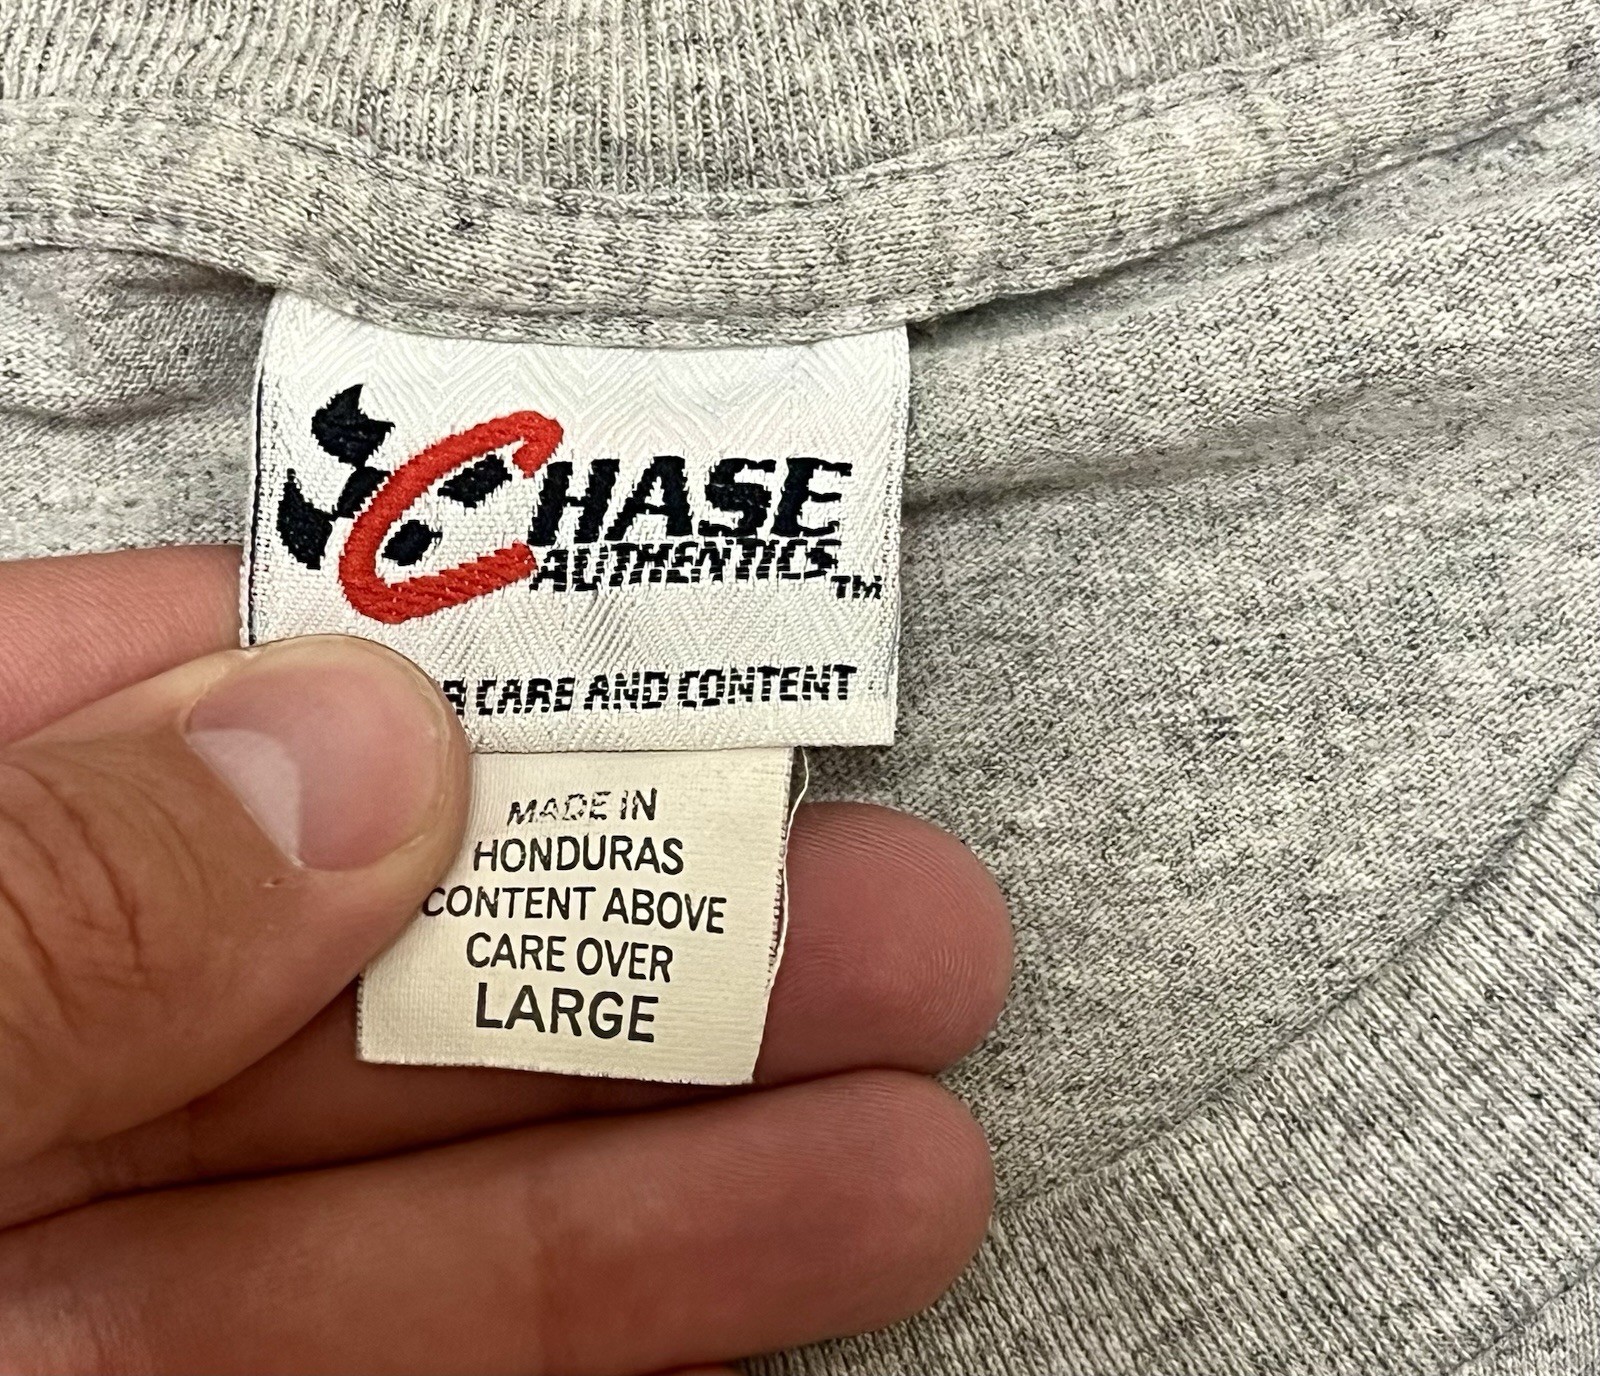 CHASE
AUTHENTICS TM
CARE AND CONTENT
MADE IN
HONDURAS
CONTENT ABOVE
CARE OVER
LARGE